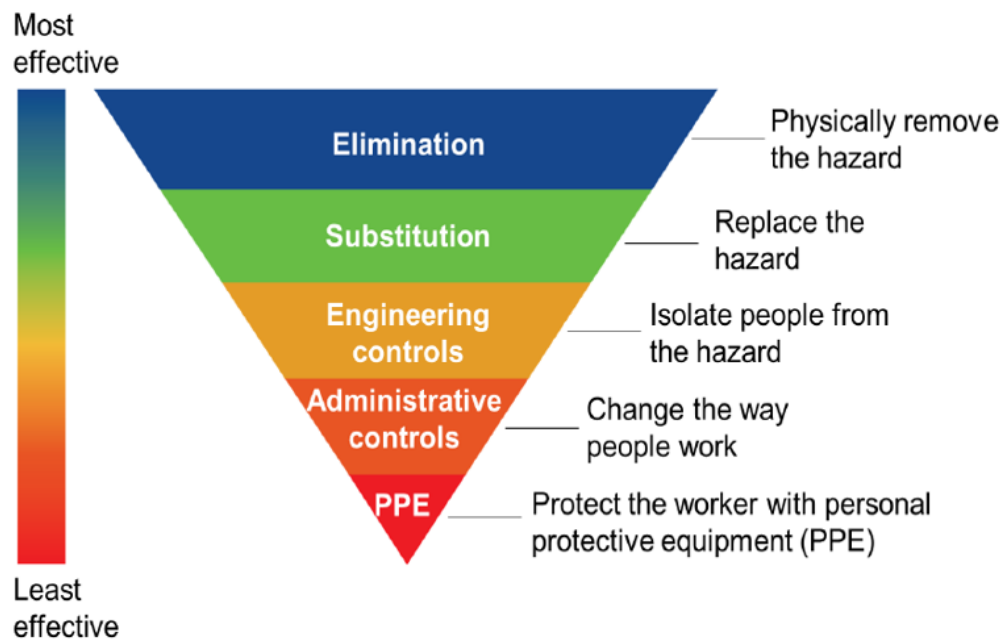 Most
effective
Elimination
Physically remove
the hazard
Substitution
Replace the
hazard
Engineering
controls
Isolate people from
the hazard
Administrative
controls
Change the way
people work
PPE
Protect the worker with personal
protective equipment (PPE)
Least
effective